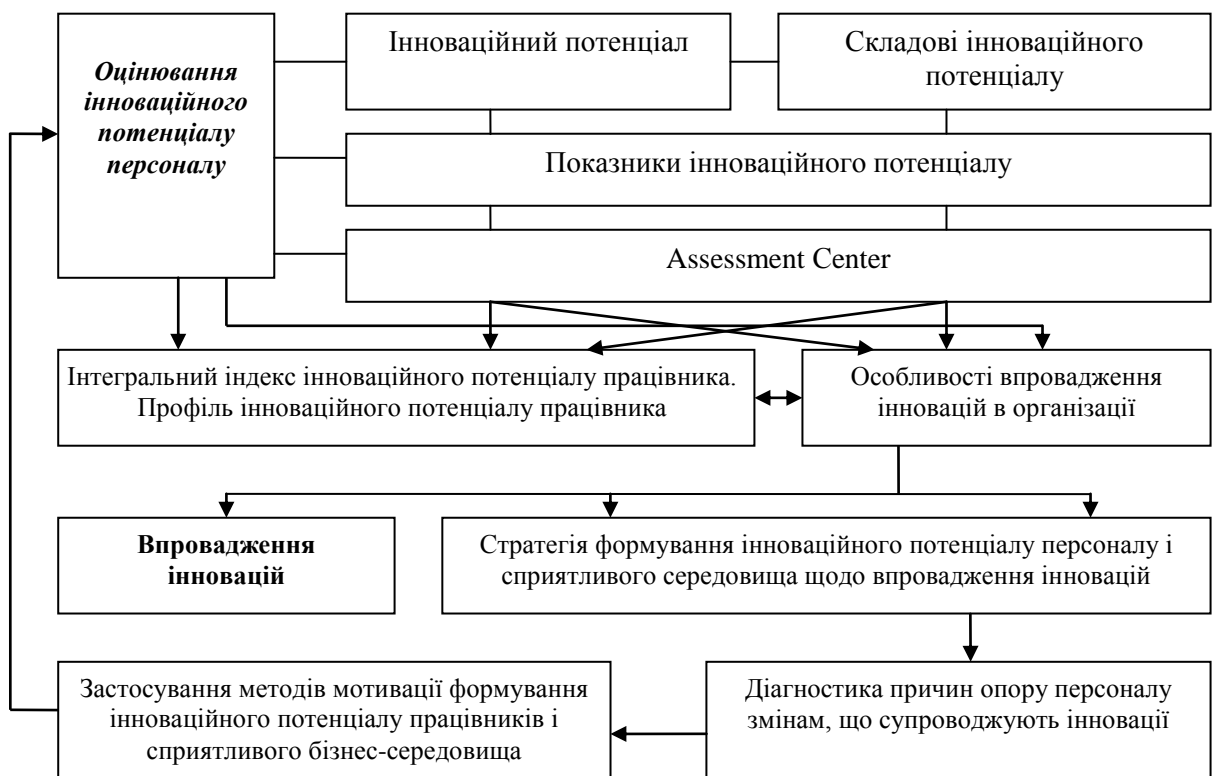 Оцінювання
інноваційного
потенціалу
персоналу
Інноваційний потенціал
Складові інноваційного
потенціалу
Показники інноваційного потенціалу
Assessment Center
Інтегральний індекс інноваційного потенціалу працівника.
Профіль інноваційного потенціалу працівника
Особливості впровадження
інновацій в організації
Впровадження
інновацій
Стратегія формування інноваційного потенціалу персоналу і
сприятливого середовища щодо впровадження інновацій
Застосування методів мотивації формування
інноваційного потенціалу працівників і
сприятливого бізнес-середовища
Діагностика причин опору персоналу
змінам, що супроводжують інновації